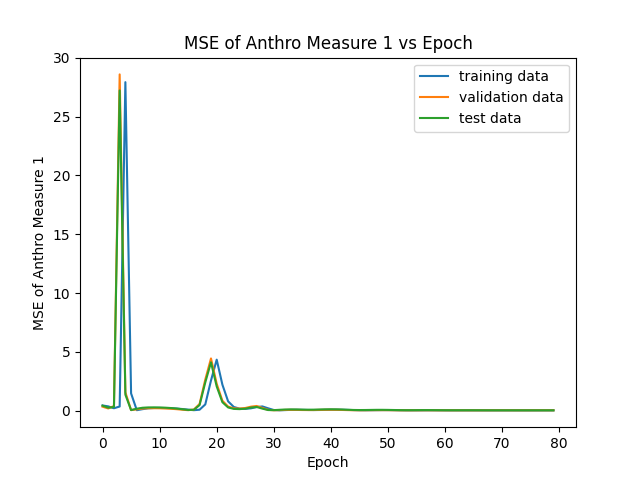 MSE of Anthro Measure 1 vs Epoch
MSE of Anthro Measure 1
30
25
20
15
10
5
0
training data
validation data
test data
0 10 20 30 40 50 60 70 80
Epoch